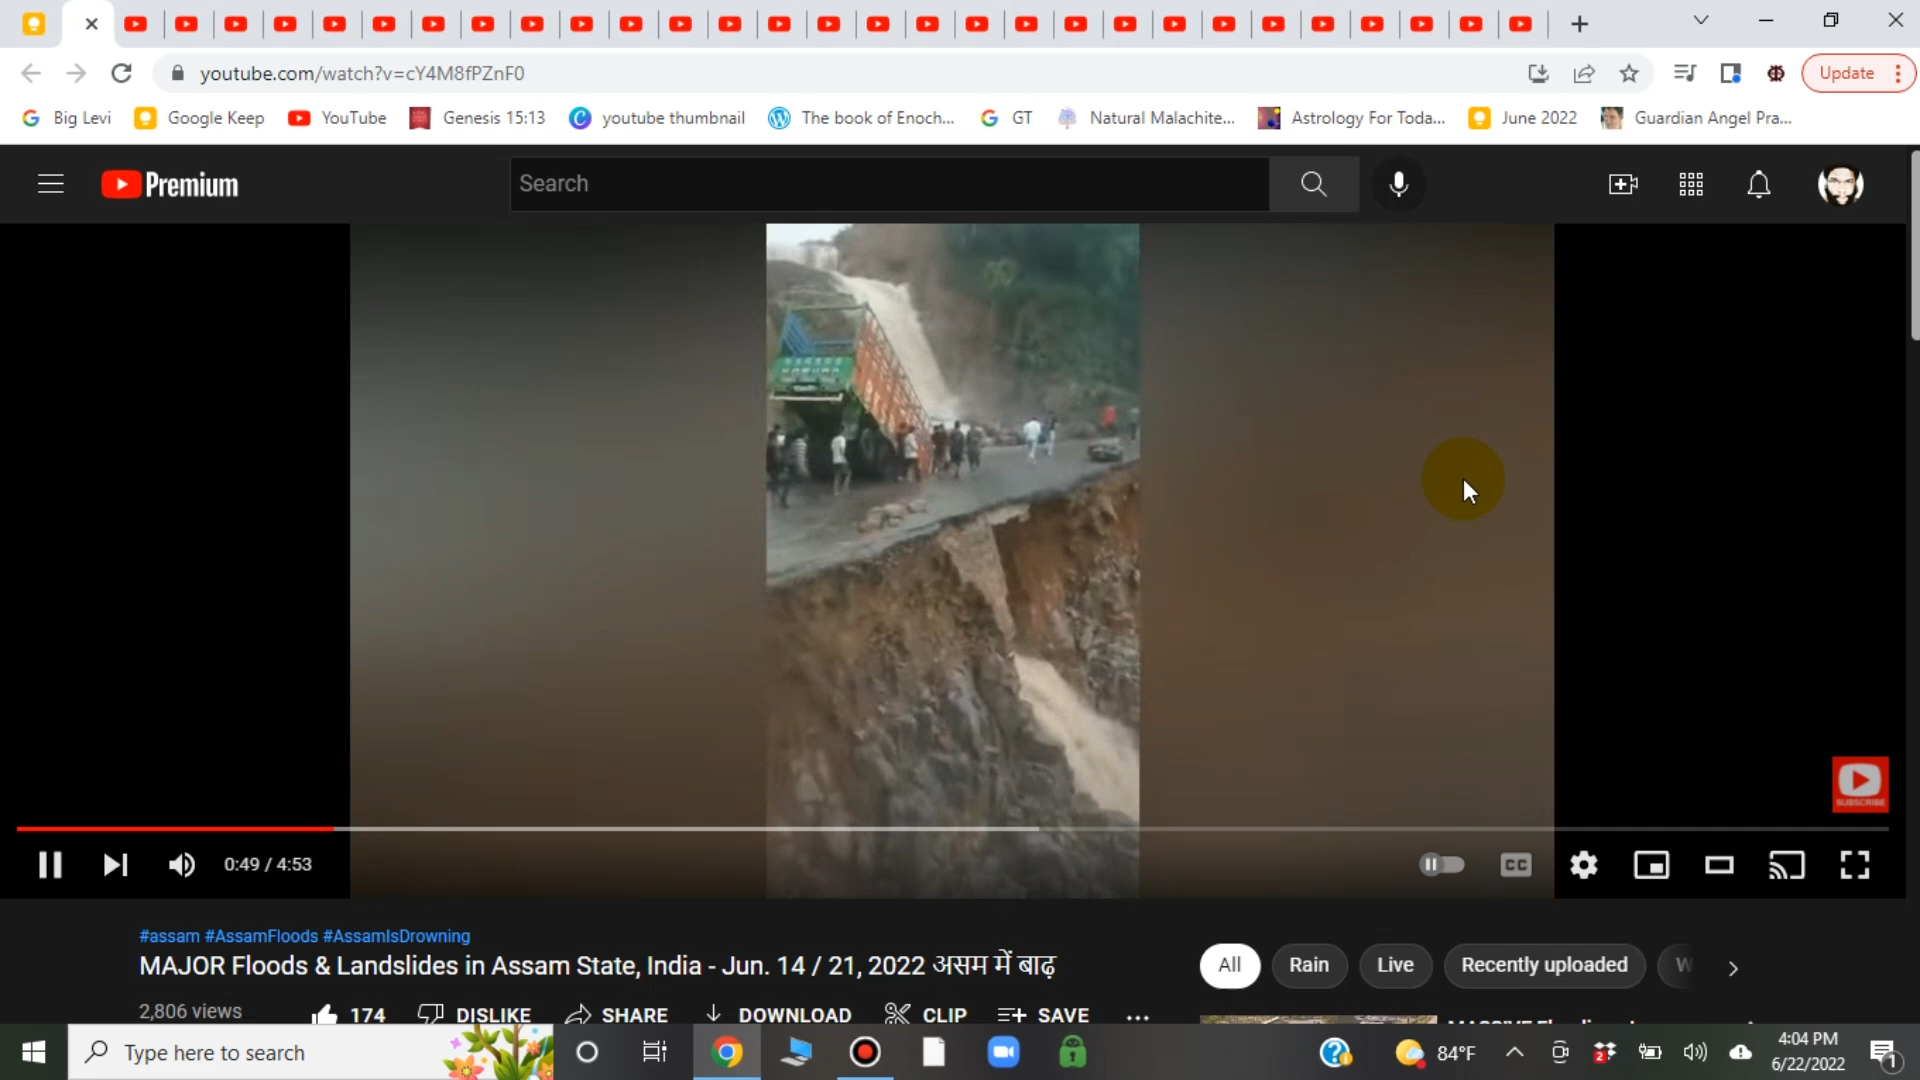 youtube.com/watch?v=cY4M8fPZnF0
Update
Big Levi
Google Keep
YouTube
Genesis 15:13
youtube thumbnail
The book of Enoch...
GT
Natural Malachite...
Astrology For Toda...
June 2022
Guardian Angel Pra...
Premium
Search
SUBSCRIBE
0:49 / 4:53
CC
#assam #AssamFloods #AssamIsDrowning
MAJOR Floods & Landslides in Assam State, India - Jun. 14 / 21, 2022 असम में बाढ़
All
Rain
Live
Recently uploaded
W
2,806 views
174
DISLIKE
SHARE
DOWNLOAD
CLIP
SAVE
Type here to search
84°F
2
4:04 PM
6/22/2022
1